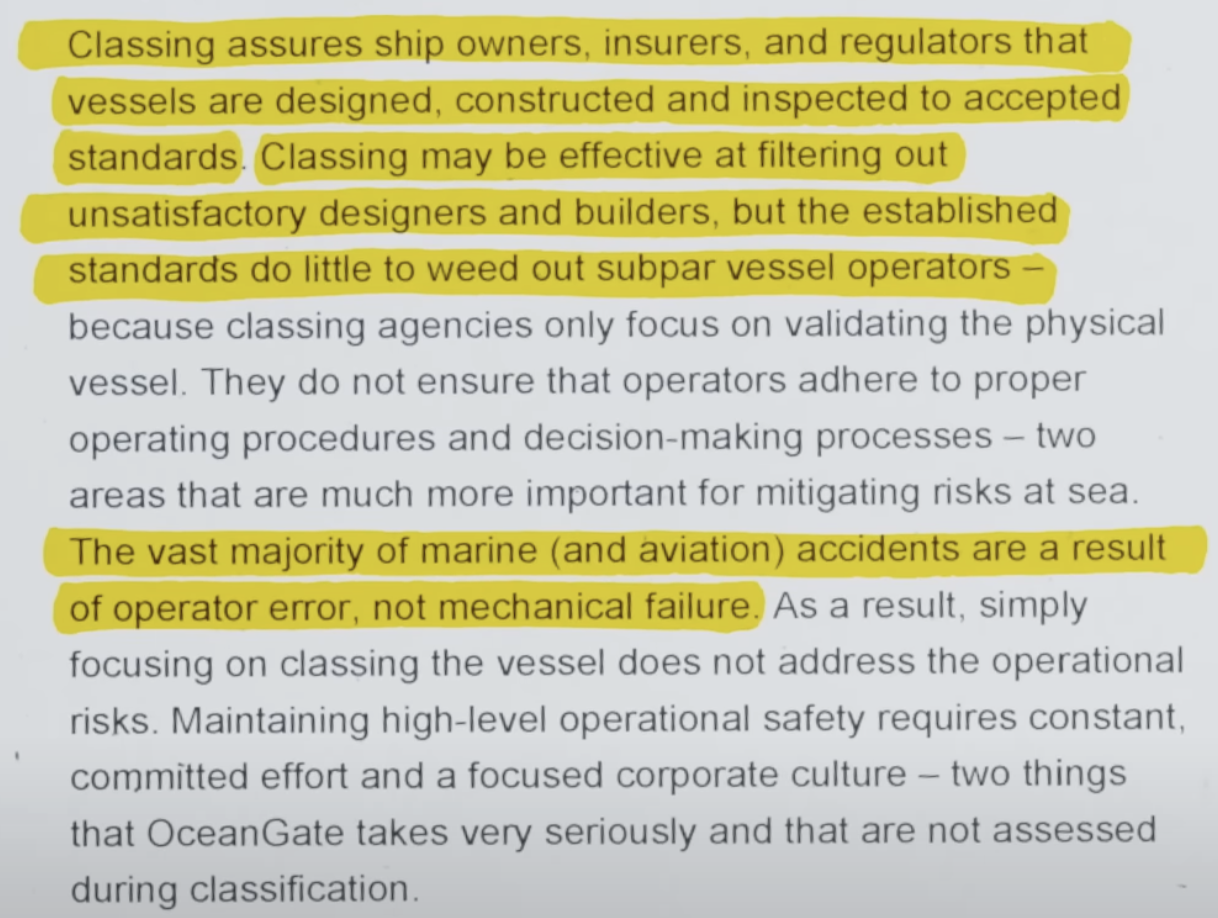 Classing assures ship owners, insurers, and regulators that
vessels are designed, constructed and inspected to accepted
standards. Classing may be effective at filtering out
unsatisfactory designers and builders, but the established
standards do little to weed out subpar vessel operators –
because classing agencies only focus on validating the physical
vessel. They do not ensure that operators adhere to proper
operating procedures and decision-making processes – two
areas that are much more important for mitigating risks at sea.
The vast majority of marine (and aviation) accidents are a result
of operator error, not mechanical failure. As a result, simply
focusing on classing the vessel does not address the operational
risks. Maintaining high-level operational safety requires constant,
committed effort and a focused corporate culture – two things
that OceanGate takes very seriously and that are not assessed
during classification.